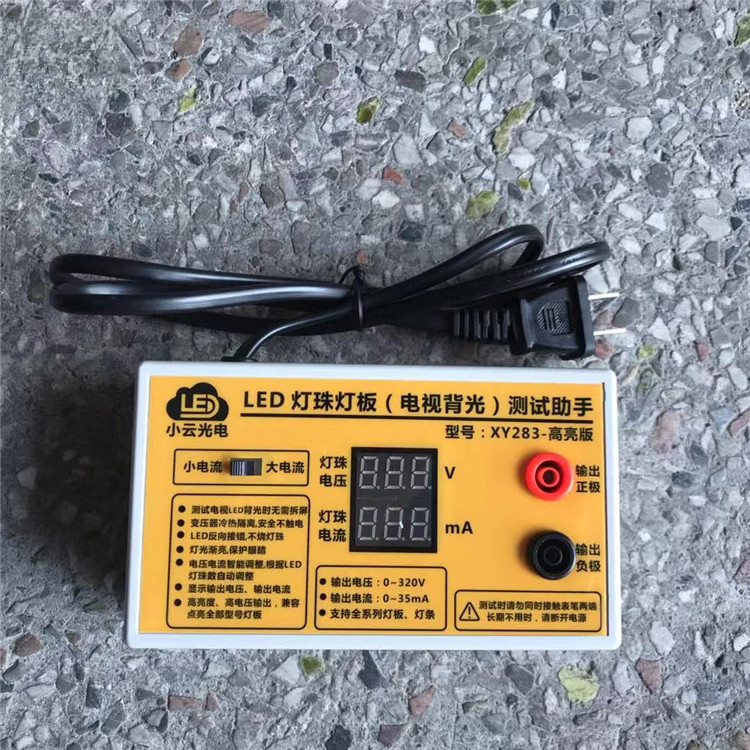 LED
小云光电
LED 灯珠灯板（电视背光）测试助手
型号：XY283-高亮版
小电流
大电流
灯珠
电压
V
灯珠
电流
mA
输出
正极
输出
负极
• 测试电视LED背光时无需拆屏
• 变压器冷热隔离,安全不触电
• LED反向接错,不烧灯珠
• 灯光渐亮,保护眼睛
• 电压电流智能调整,根据LED
灯珠数自动调整
• 显示输出电压、输出电流
• 高亮度、高电压输出，兼容
点亮全部型号灯板
• 输出电压：0~320V
• 输出电流：0~35mA
• 支持全系列灯板、灯条
测试时请勿同时接触表笔两端
长期不用时，请断开电源